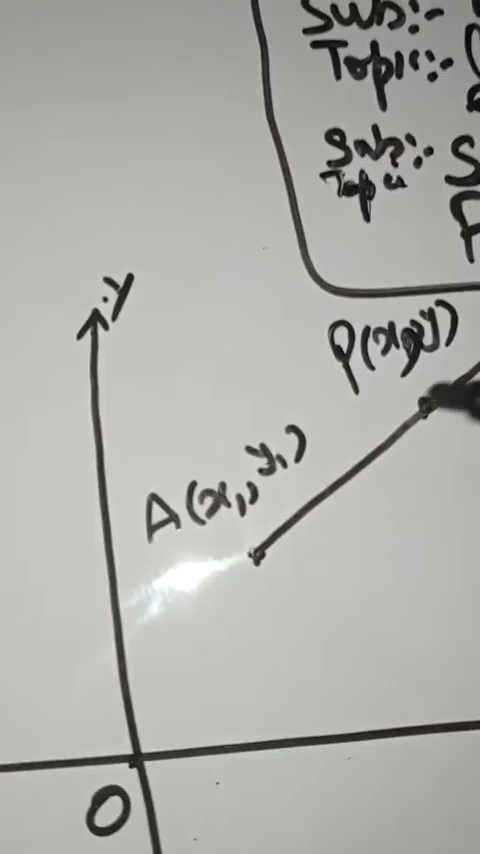 Sub:-
Topic:-
Sub:- S
Topic
y
P(x,y)
A(x₁, y₁)
O